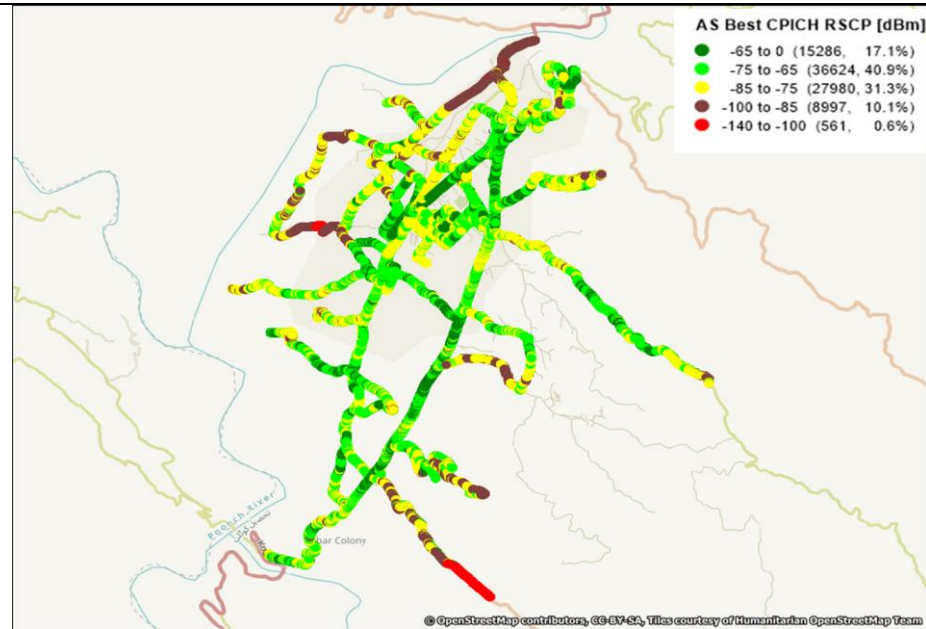 AS Best CPICH RSCP [dBm]
-65 to 0 (15286, 17.1%)
-75 to -65 (36624, 40.9%)
-85 to -75 (27980, 31.3%)
-100 to -85 (8997, 10.1%)
-140 to -100 (561, 0.6%)
Poonch River
har Colony
© OpenStreetMap contributors, CC-BY-SA, Tiles courtesy of Humanitarian OpenStreetMap Team